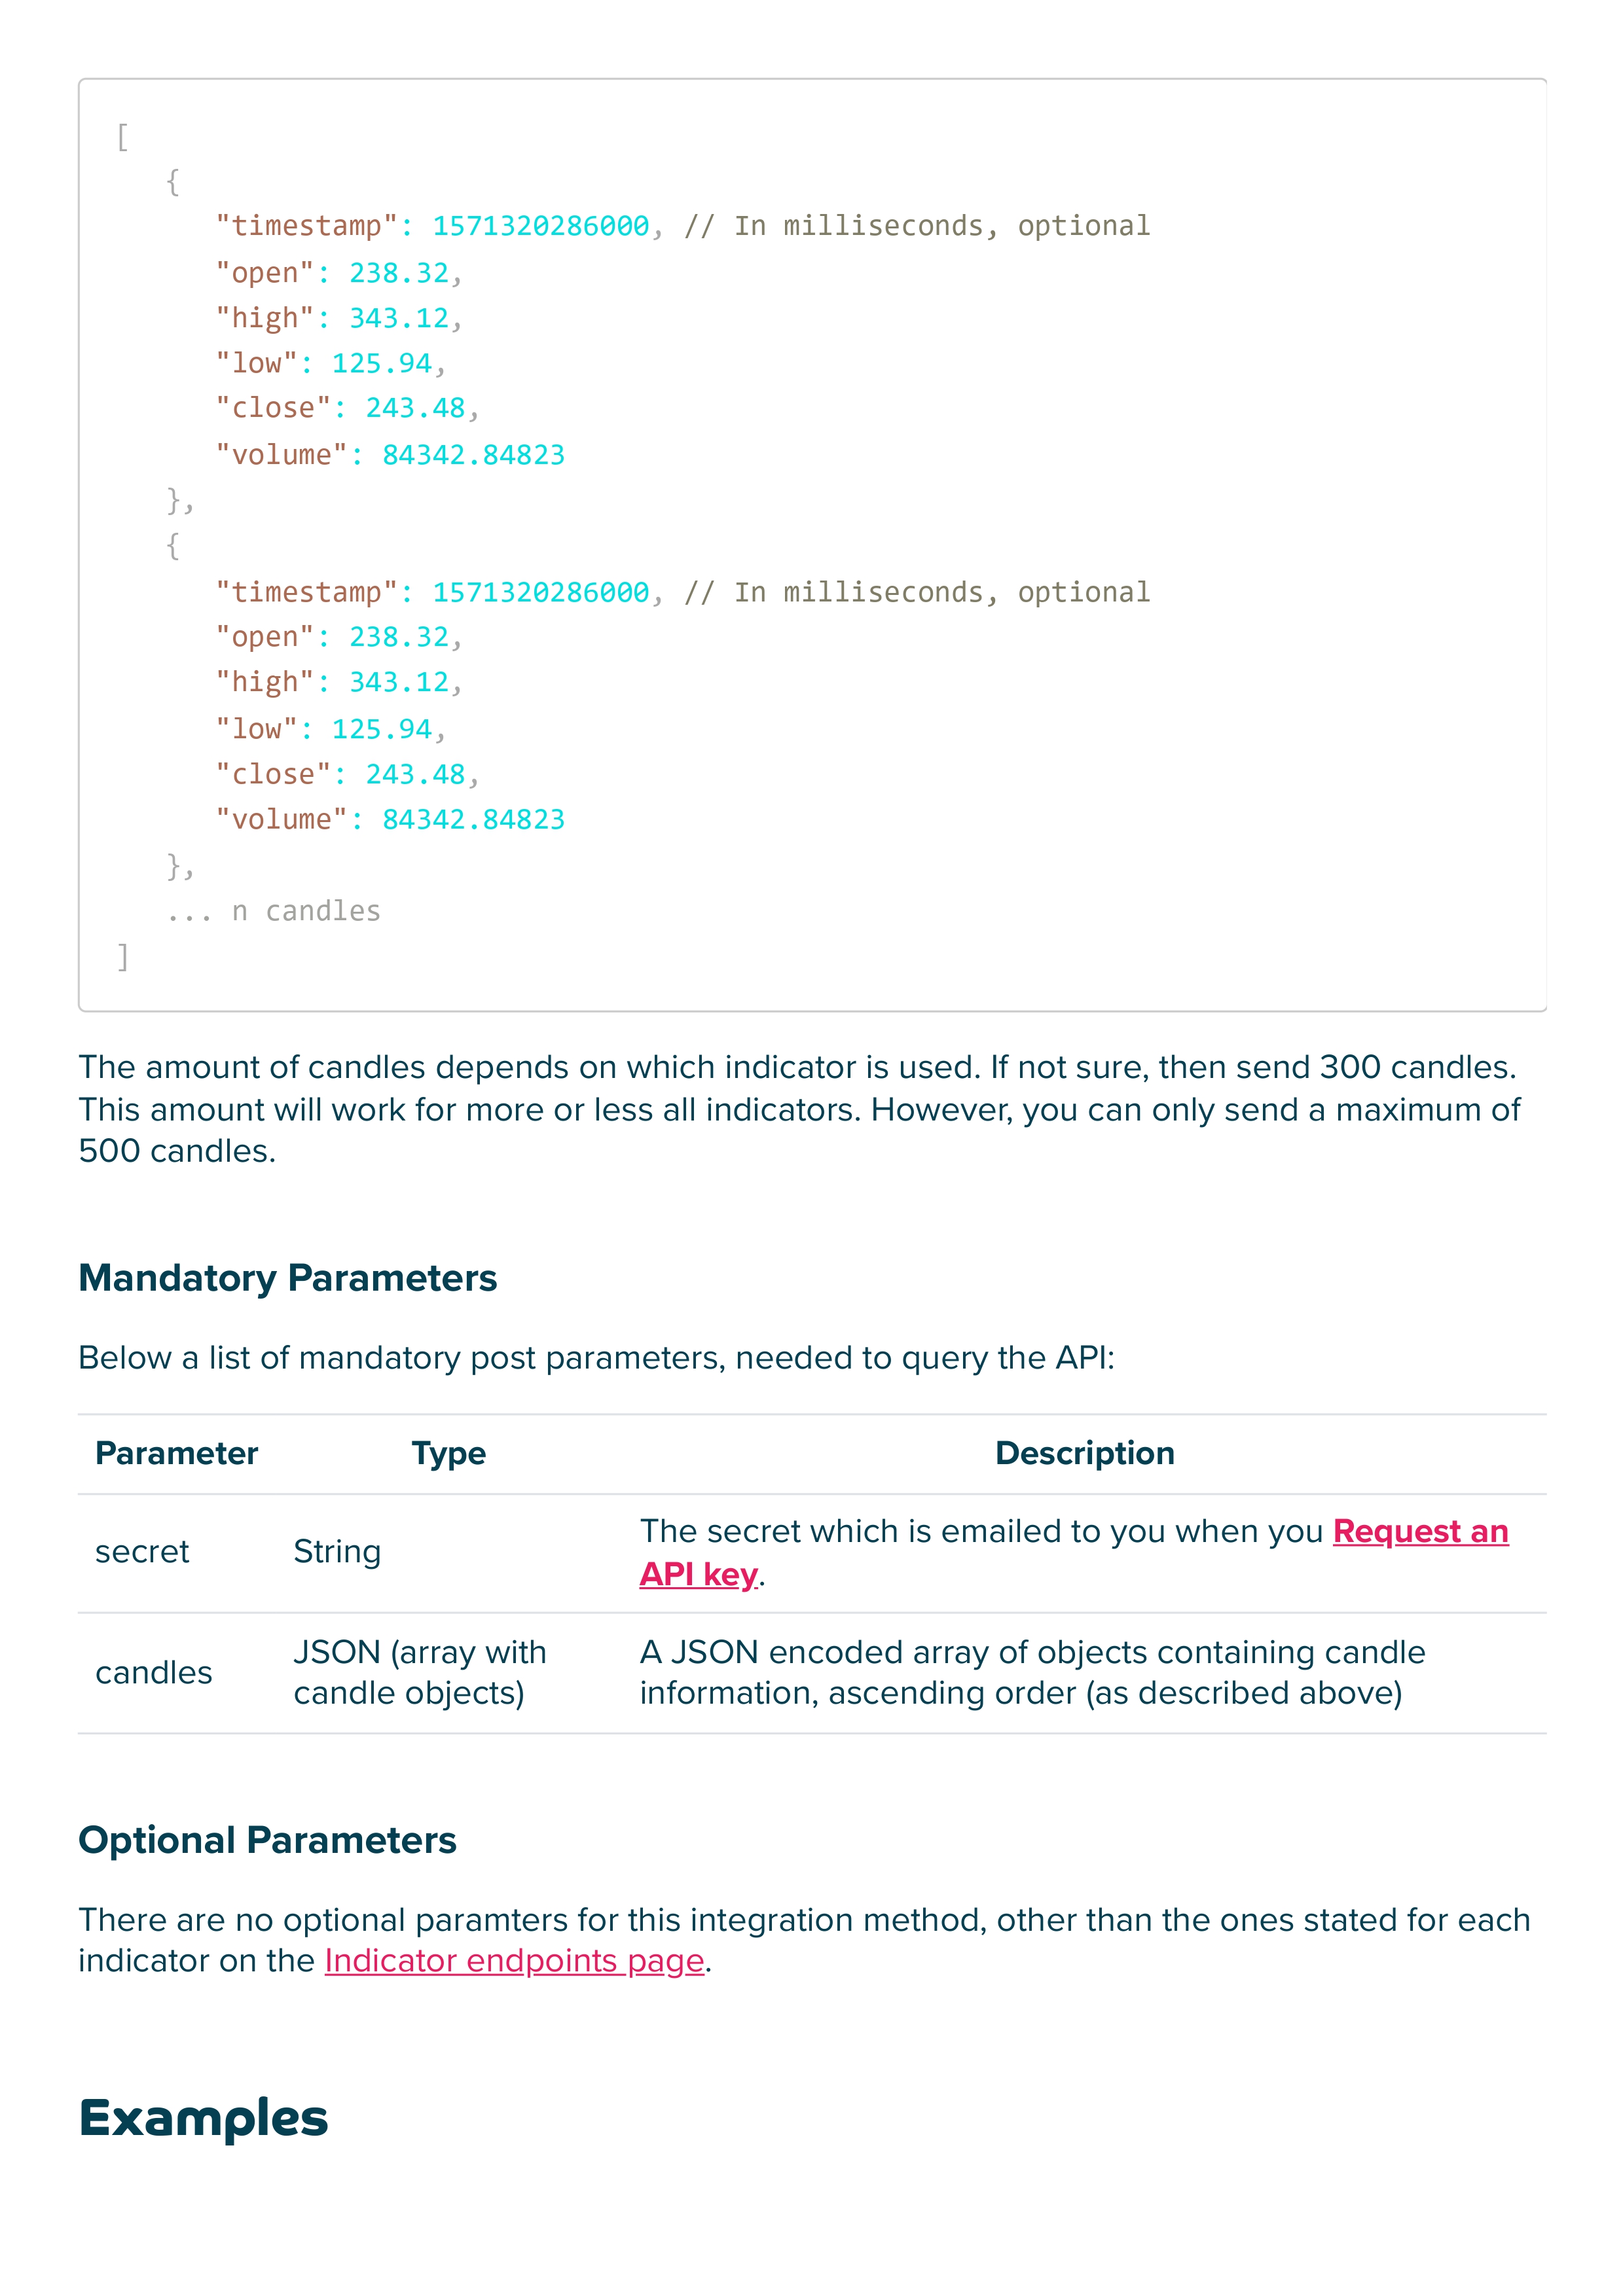 [
{
"timestamp": 1571320286000, // In milliseconds, optional
"open": 238.32,
"high": 343.12,
"low": 125.94,
"close": 243.48,
"volume": 84342.84823
},
{
"timestamp": 1571320286000, // In milliseconds, optional
"open": 238.32,
"high": 343.12,
"low": 125.94,
"close": 243.48,
"volume": 84342.84823
},
... n candles
]
The amount of candles depends on which indicator is used. If not sure, then send 300 candles.
This amount will work for more or less all indicators. However, you can only send a maximum of
500 candles.
Mandatory Parameters
Below a list of mandatory post parameters, needed to query the API:
Parameter Type Description
secret String The secret which is emailed to you when you Request an
API key.
candles JSON (array with A JSON encoded array of objects containing candle
candle objects) information, ascending order (as described above)
Optional Parameters
There are no optional paramters for this integration method, other than the ones stated for each
indicator on the Indicator endpoints page.
Examples